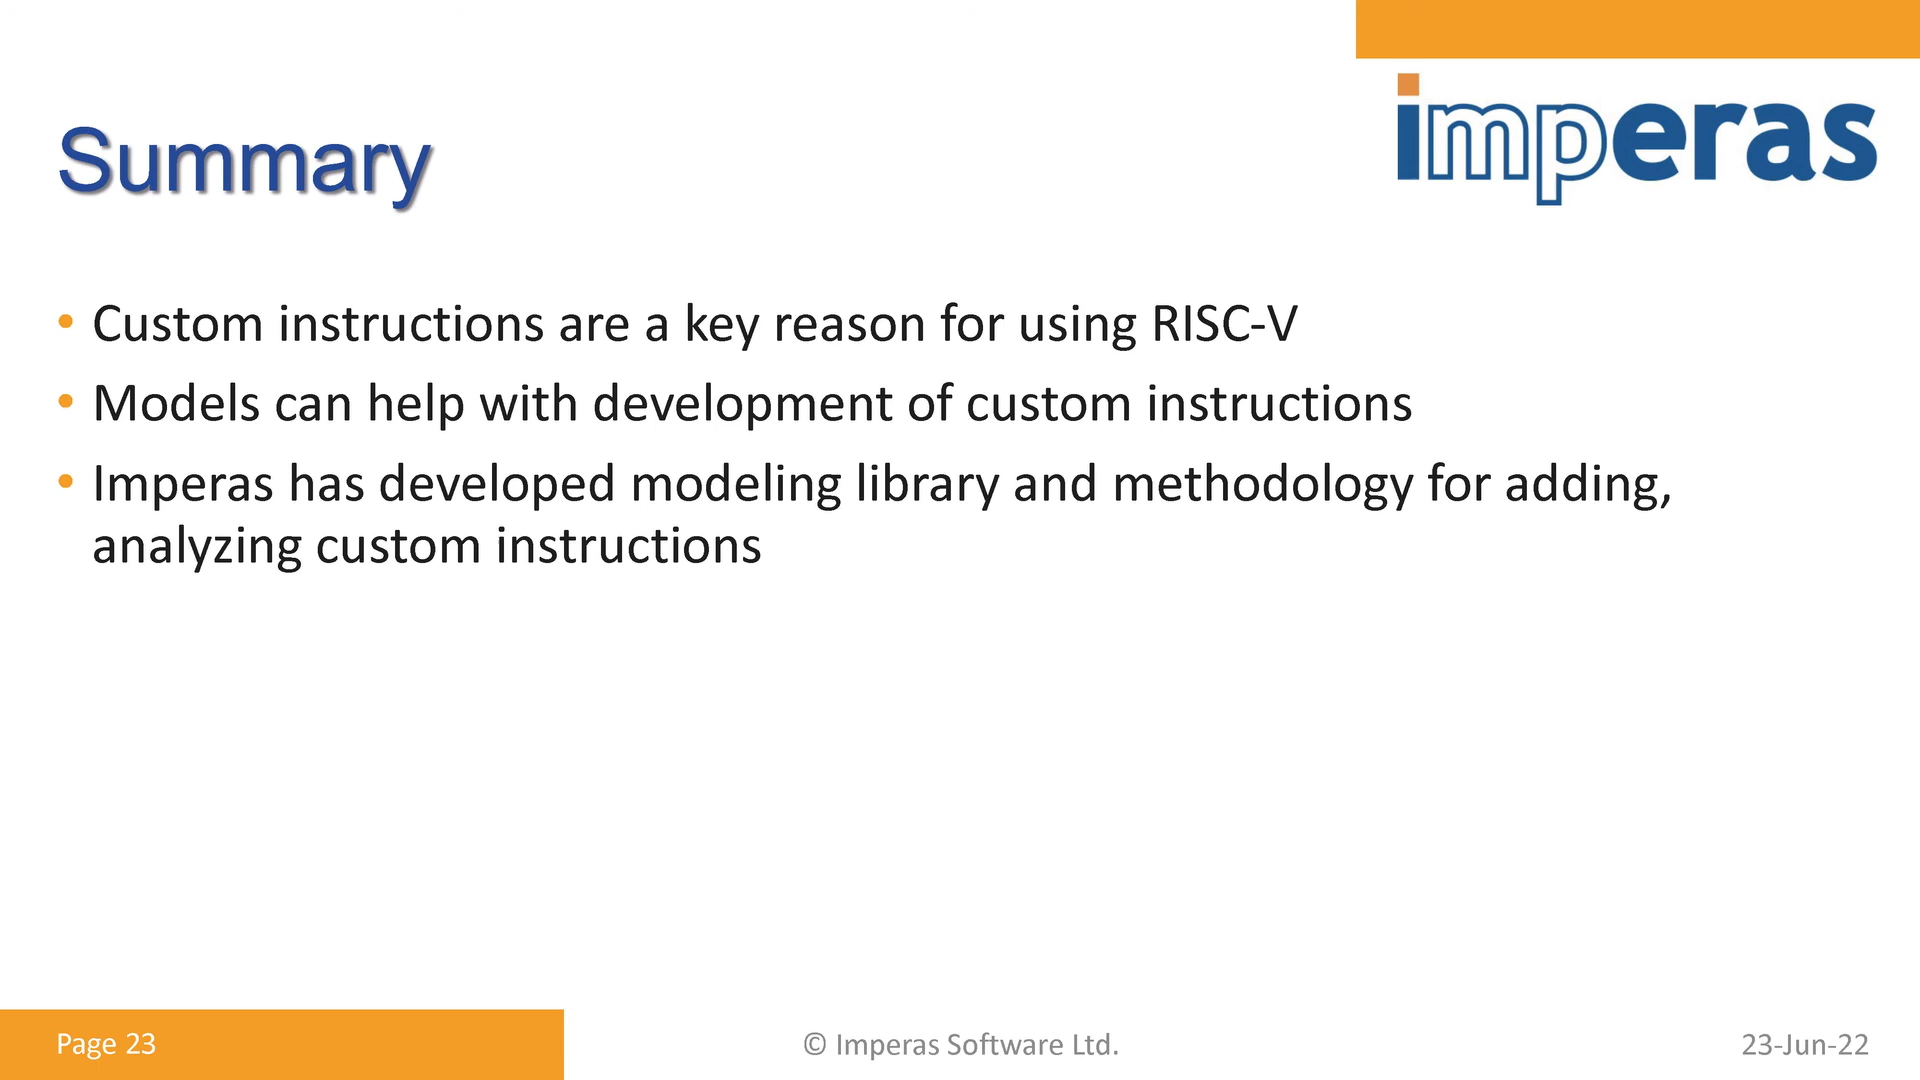 imperas
Summary
• Custom instructions are a key reason for using RISC-V
• Models can help with development of custom instructions
• Imperas has developed modeling library and methodology for adding,
analyzing custom instructions
Page 23
© Imperas Software Ltd.
23-Jun-22